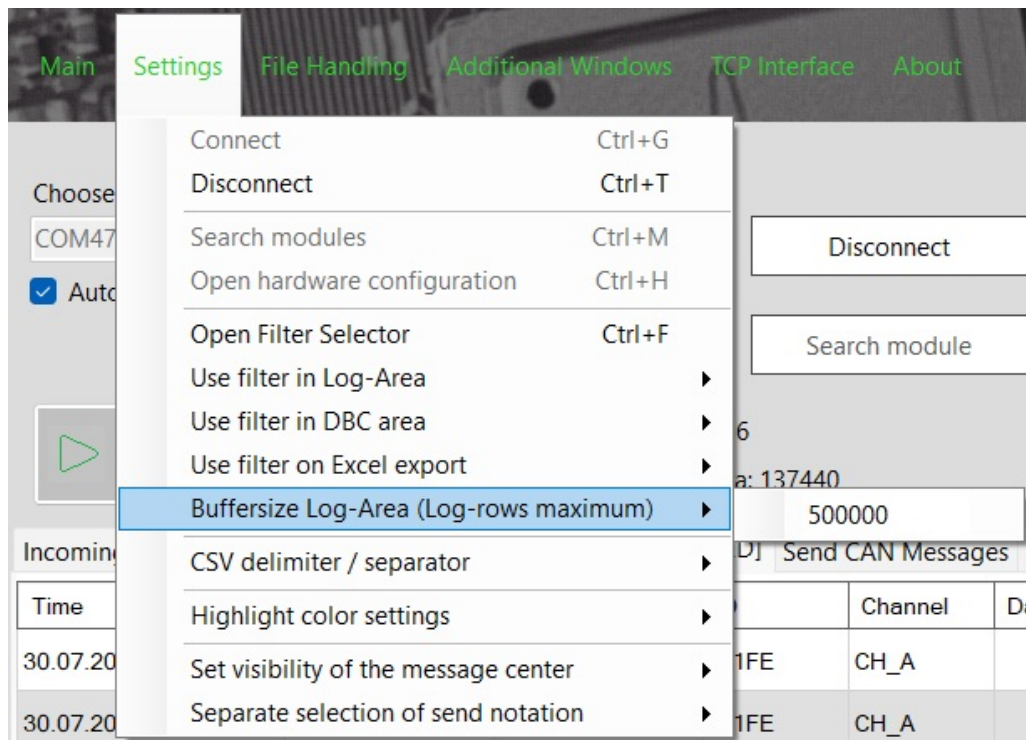 Main Settings File Handling Additional Windows TCP Interface About
Connect Ctrl+G
Disconnect Ctrl+T
Search modules Ctrl+M
Open hardware configuration Ctrl+H
Open Filter Selector Ctrl+F
Use filter in Log-Area
Use filter in DBC area
Use filter on Excel export
Buffersize Log-Area (Log-rows maximum)
500000
CSV delimiter / separator
Highlight color settings
Set visibility of the message center
Separate selection of send notation
Choose
COM47
Auto
Disconnect
Search module
6
a: 137440
Incoming
D] Send CAN Messages
Time Channel Da
30.07.20 1FE CH_A
30.07.20 1FE CH_A